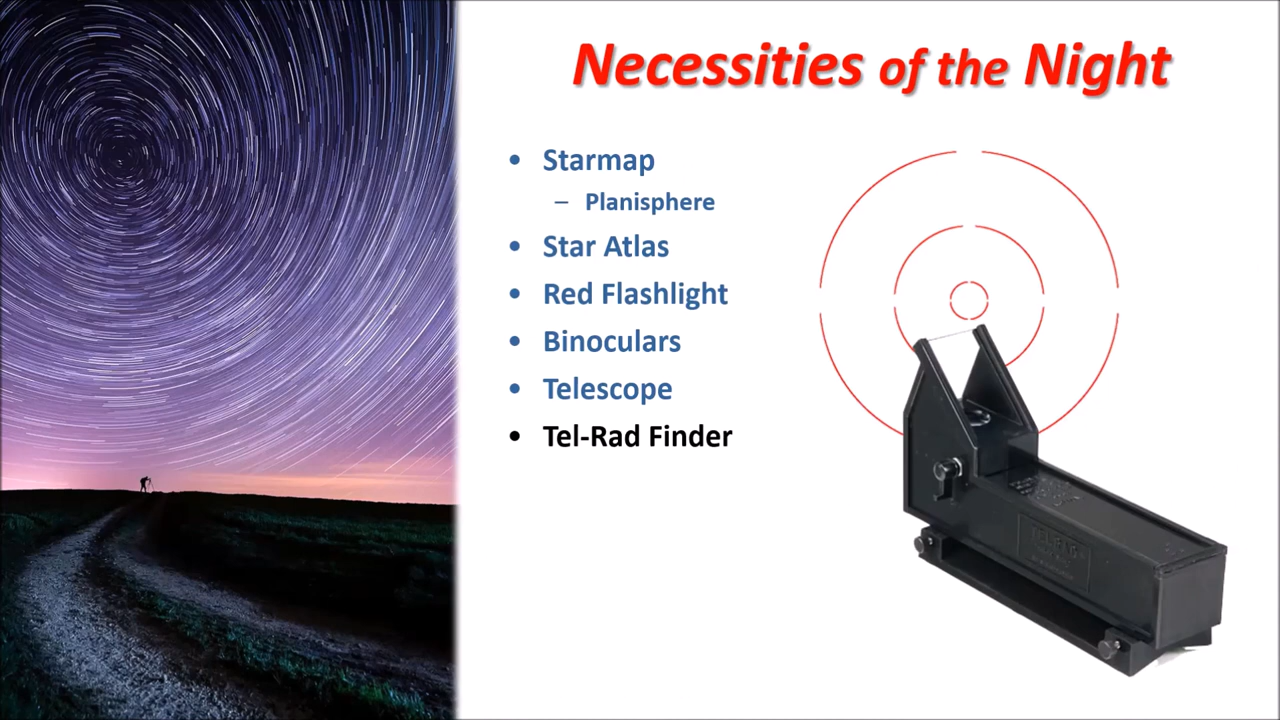 Necessities of the Night
• Starmap
– Planisphere
• Star Atlas
• Red Flashlight
• Binoculars
• Telescope
• Tel-Rad Finder